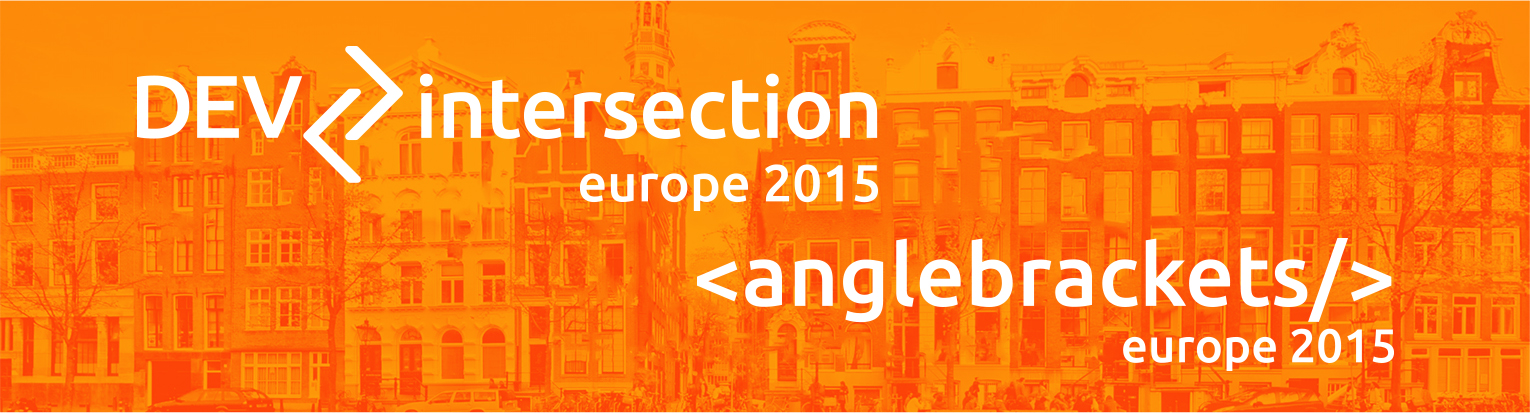 DEV intersection
europe 2015
<anglebrackets/>
europe 2015